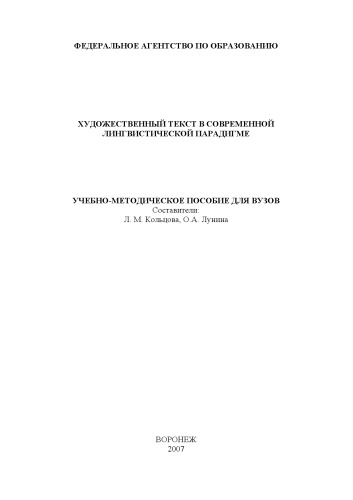 ФЕДЕРАЛЬНОЕ АГЕНТСТВО ПО ОБРАЗОВАНИЮ
ХУДОЖЕСТВЕННЫЙ ТЕКСТ В СОВРЕМЕННОЙ
ЛИНГВИСТИЧЕСКОЙ ПАРАДИГМЕ
УЧЕБНО-МЕТОДИЧЕСКОЕ ПОСОБИЕ ДЛЯ ВУЗОВ
Составители:
Л. М. Кольцова, О.А. Лунина
ВОРОНЕЖ
2007